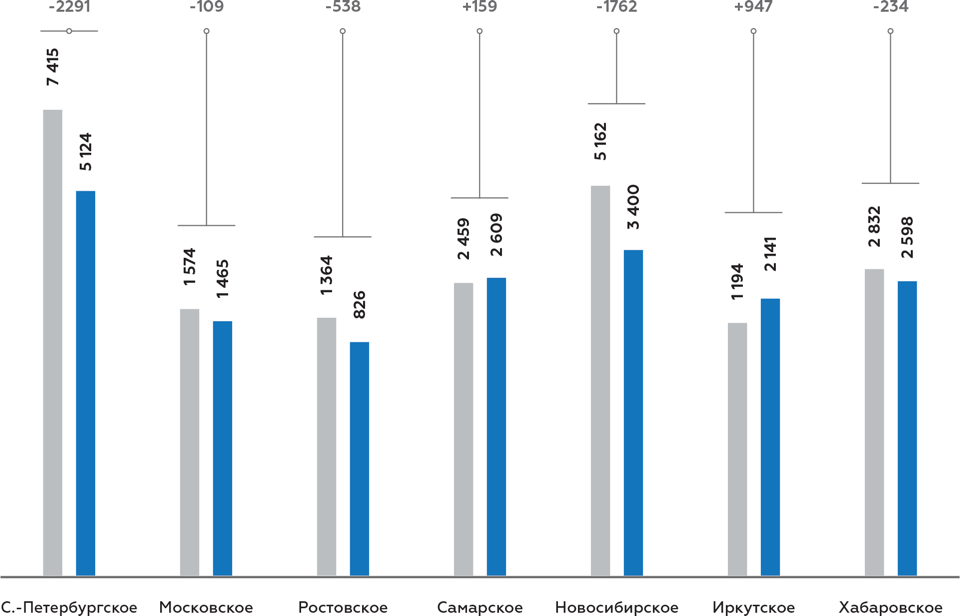 -2291 -109 -538 +159 -1762 +947 -234
7 415 5 124 1 574 1 465 1 364 826 2 459 2 609 5 162 3 400 1 194 2 141 2 832 2 598
С.-Петербургское Московское Ростовское Самарское Новосибирское Иркутское Хабаровское